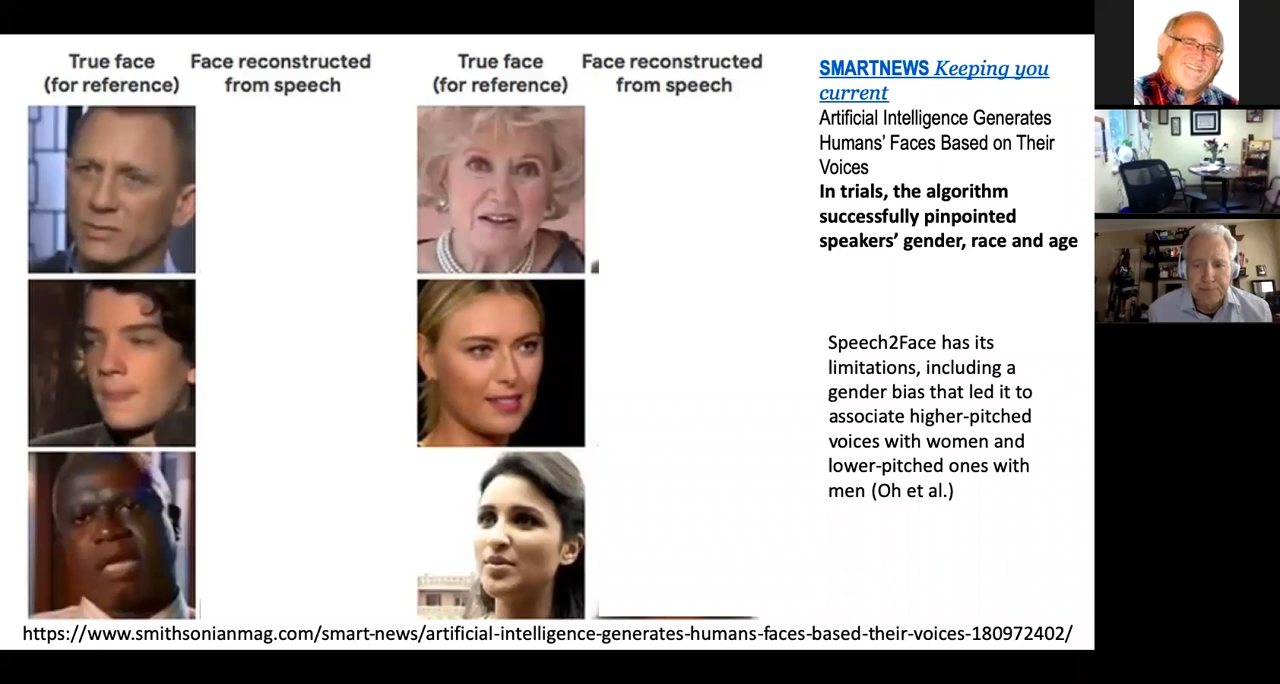 True face
(for reference)
Face reconstructed
from speech
True face
(for reference)
Face reconstructed
from speech
SMARTNEWS Keeping you
current
Artificial Intelligence Generates
Humans’ Faces Based on Their
Voices
In trials, the algorithm
successfully pinpointed
speakers’ gender, race and age
Speech2Face has its
limitations, including a
gender bias that led it to
associate higher-pitched
voices with women and
lower-pitched ones with
men (Oh et al.)
https://www.smithsonianmag.com/smart-news/artificial-intelligence-generates-humans-faces-based-their-voices-180972402/